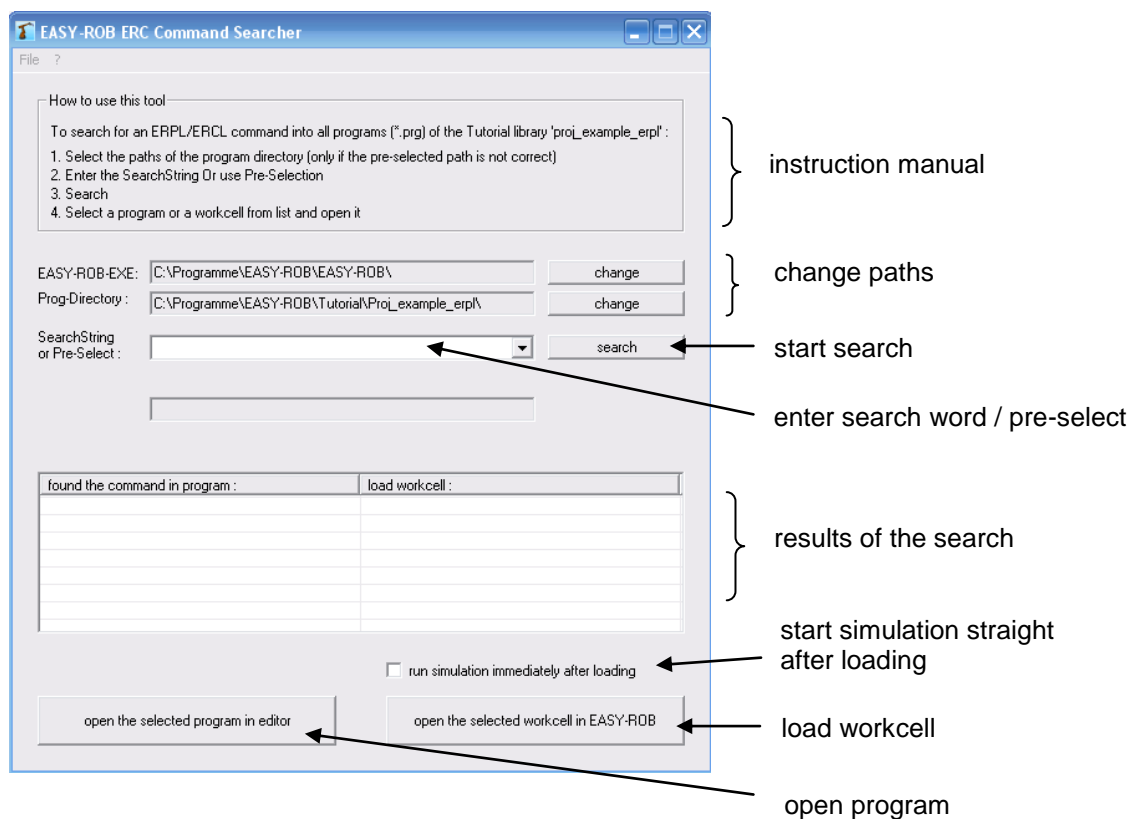 EASY-ROB ERC Command Searcher
File ?
How to use this tool
To search for an ERPL/ERCL command into all programs (*.prg) of the Tutorial library 'proj_example_erpl' :
1. Select the paths of the program directory (only if the pre-selected path is not correct)
2. Enter the SearchString Or use Pre-Selection
3. Search
4. Select a program or a workcell from list and open it
instruction manual
EASY-ROB-EXE: C:\Programme\EASY-ROB\EASY-ROB\ change
change paths
Prog-Directory : C:\Programme\EASY-ROB\Tutorial\Proj_example_erpl\ change
SearchString
or Pre-Select : search
start search
enter search word / pre-select
found the command in program : load workcell :
results of the search
start simulation straight
after loading
run simulation immediately after loading
open the selected program in editor open the selected workcell in EASY-ROB
load workcell
open program